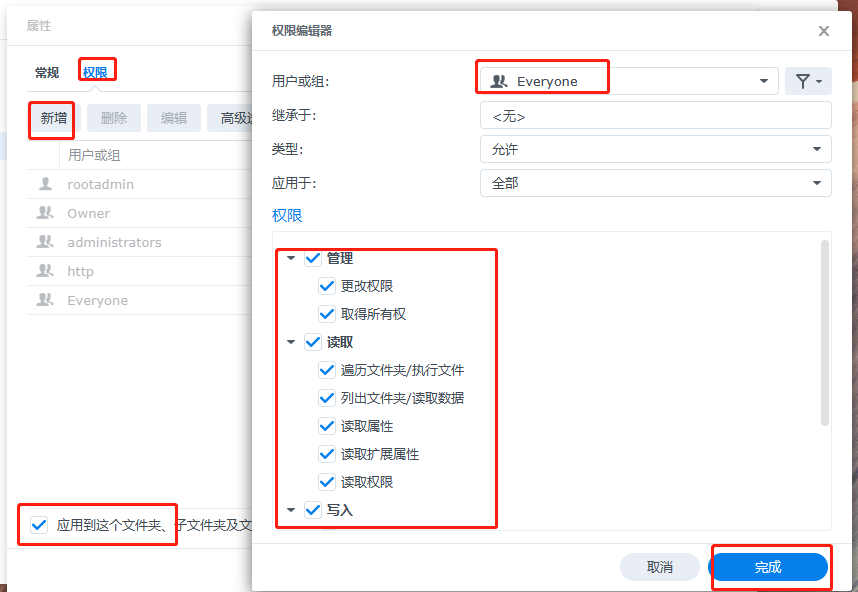 属性
常规 权限
新增 删除 编辑 高级
用户或组
rootadmin
Owner
administrators
http
Everyone
应用到这个文件夹、子文件夹及文
权限编辑器
用户或组: Everyone
继承于: <无>
类型: 允许
应用于: 全部
权限
管理
更改权限
取得所有权
读取
遍历文件夹/执行文件
列出文件夹/读取数据
读取属性
读取扩展属性
读取权限
写入
取消 完成